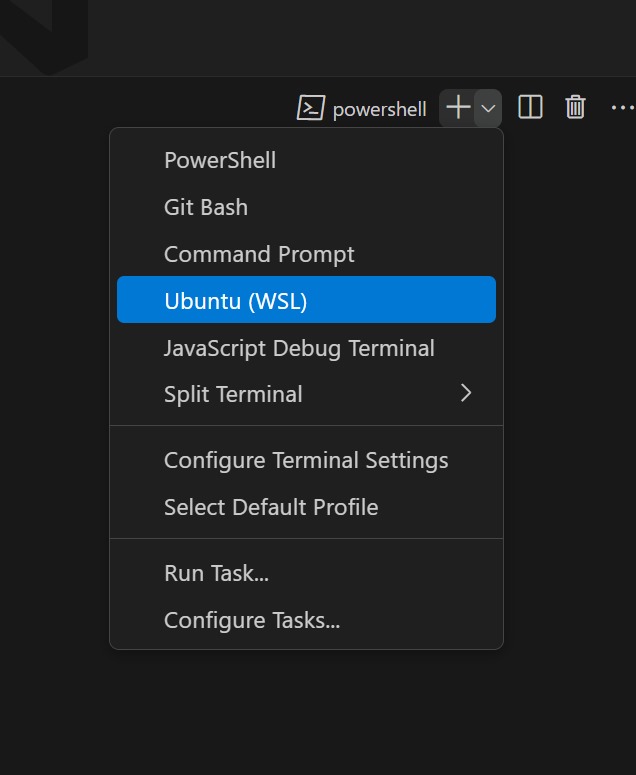 powershell
PowerShell
Git Bash
Command Prompt
Ubuntu (WSL)
JavaScript Debug Terminal
Split Terminal
Configure Terminal Settings
Select Default Profile
Run Task...
Configure Tasks...